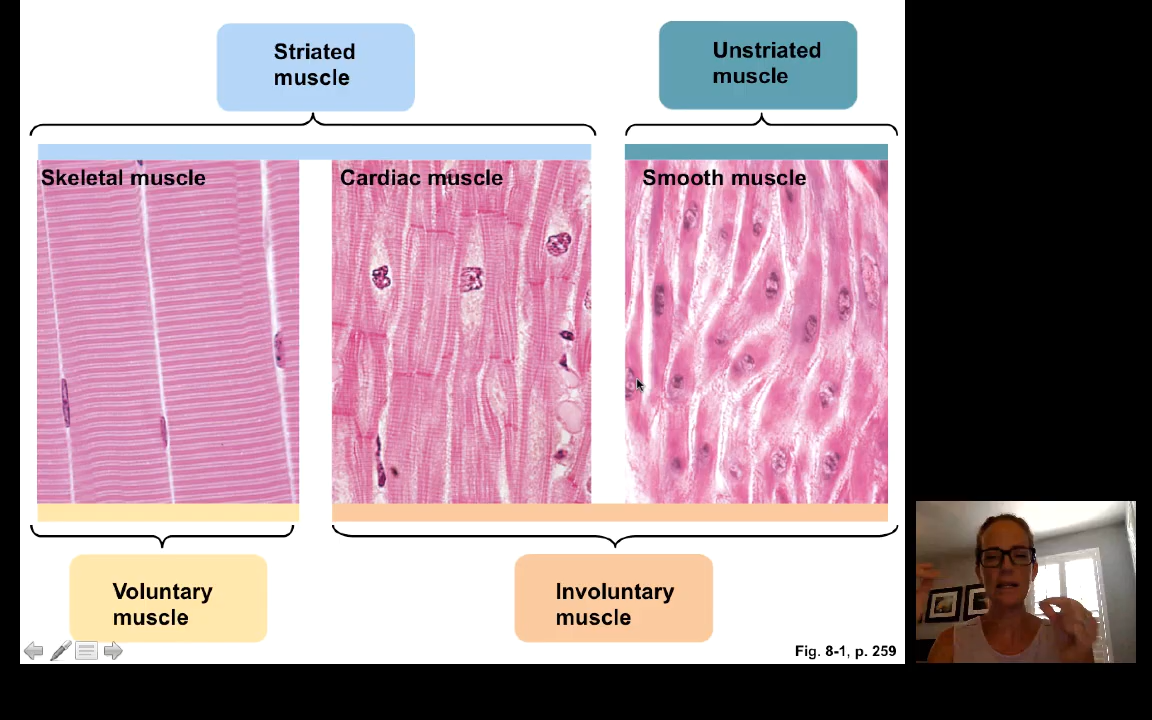 Striated
muscle
Unstriated
muscle
Skeletal muscle
Cardiac muscle
Smooth muscle
Voluntary
muscle
Involuntary
muscle
Fig. 8-1, p. 259